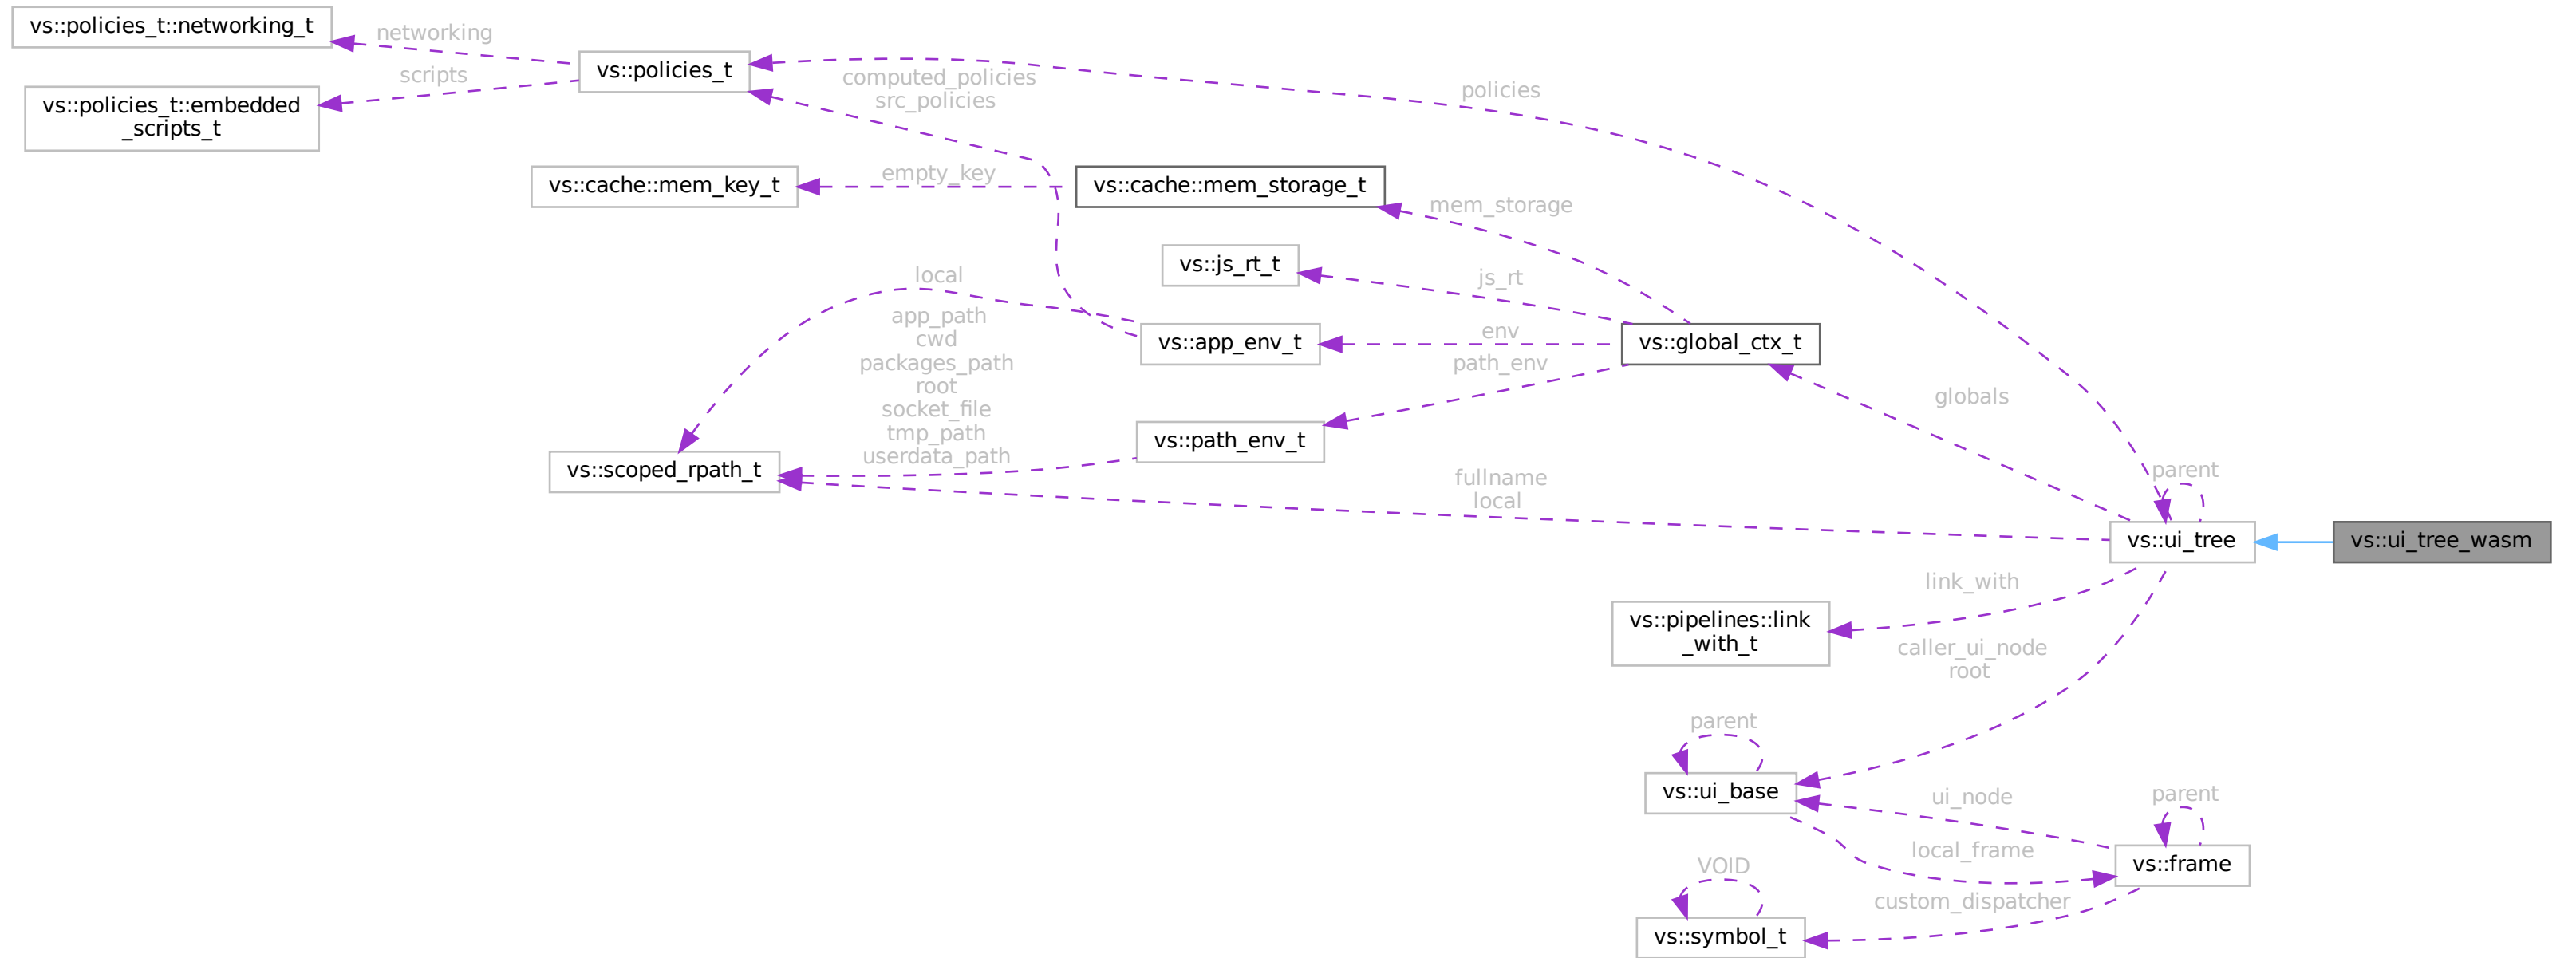 vs::policies_t::networking_t
networking
scripts
vs::policies_t::embedded
_scripts_t
vs::policies_t
computed_policies
src_policies
policies
vs::cache::mem_key_t
empty_key
vs::cache::mem_storage_t
mem_storage
vs::js_rt_t
js_rt
local
app_path
cwd
packages_path
root
socket_file
tmp_path
userdata_path
vs::app_env_t
env
path_env
vs::global_ctx_t
globals
vs::path_env_t
vs::scoped_rpath_t
fullname
local
parent
vs::ui_tree
vs::ui_tree_wasm
link_with
vs::pipelines::link
_with_t
caller_ui_node
root
parent
vs::ui_base
ui_node
parent
local_frame
vs::frame
VOID
custom_dispatcher
vs::symbol_t